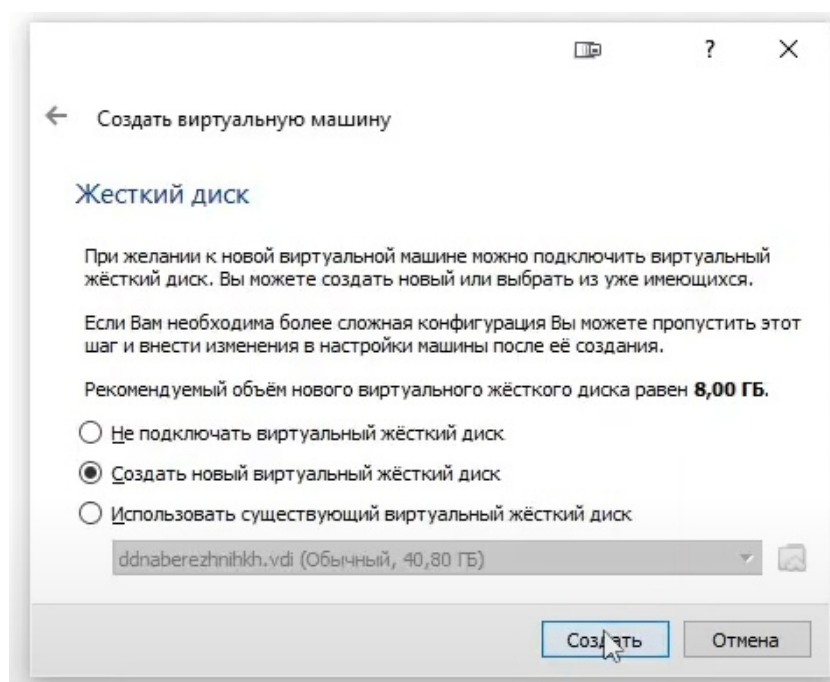 ?
Создать виртуальную машину
Жесткий диск
При желании к новой виртуальной машине можно подключить виртуальный
жёсткий диск. Вы можете создать новый или выбрать из уже имеющихся.
Если Вам необходима более сложная конфигурация Вы можете пропустить этот
шаг и внести изменения в настройки машины после её создания.
Рекомендуемый объём нового виртуального жёсткого диска равен 8,00 ГБ.
Не подключать виртуальный жёсткий диск
Создать новый виртуальный жёсткий диск
Использовать существующий виртуальный жёсткий диск
ddnaberezhnihkh.vdi (Обычный, 40,80 ГБ)
Создать Отмена